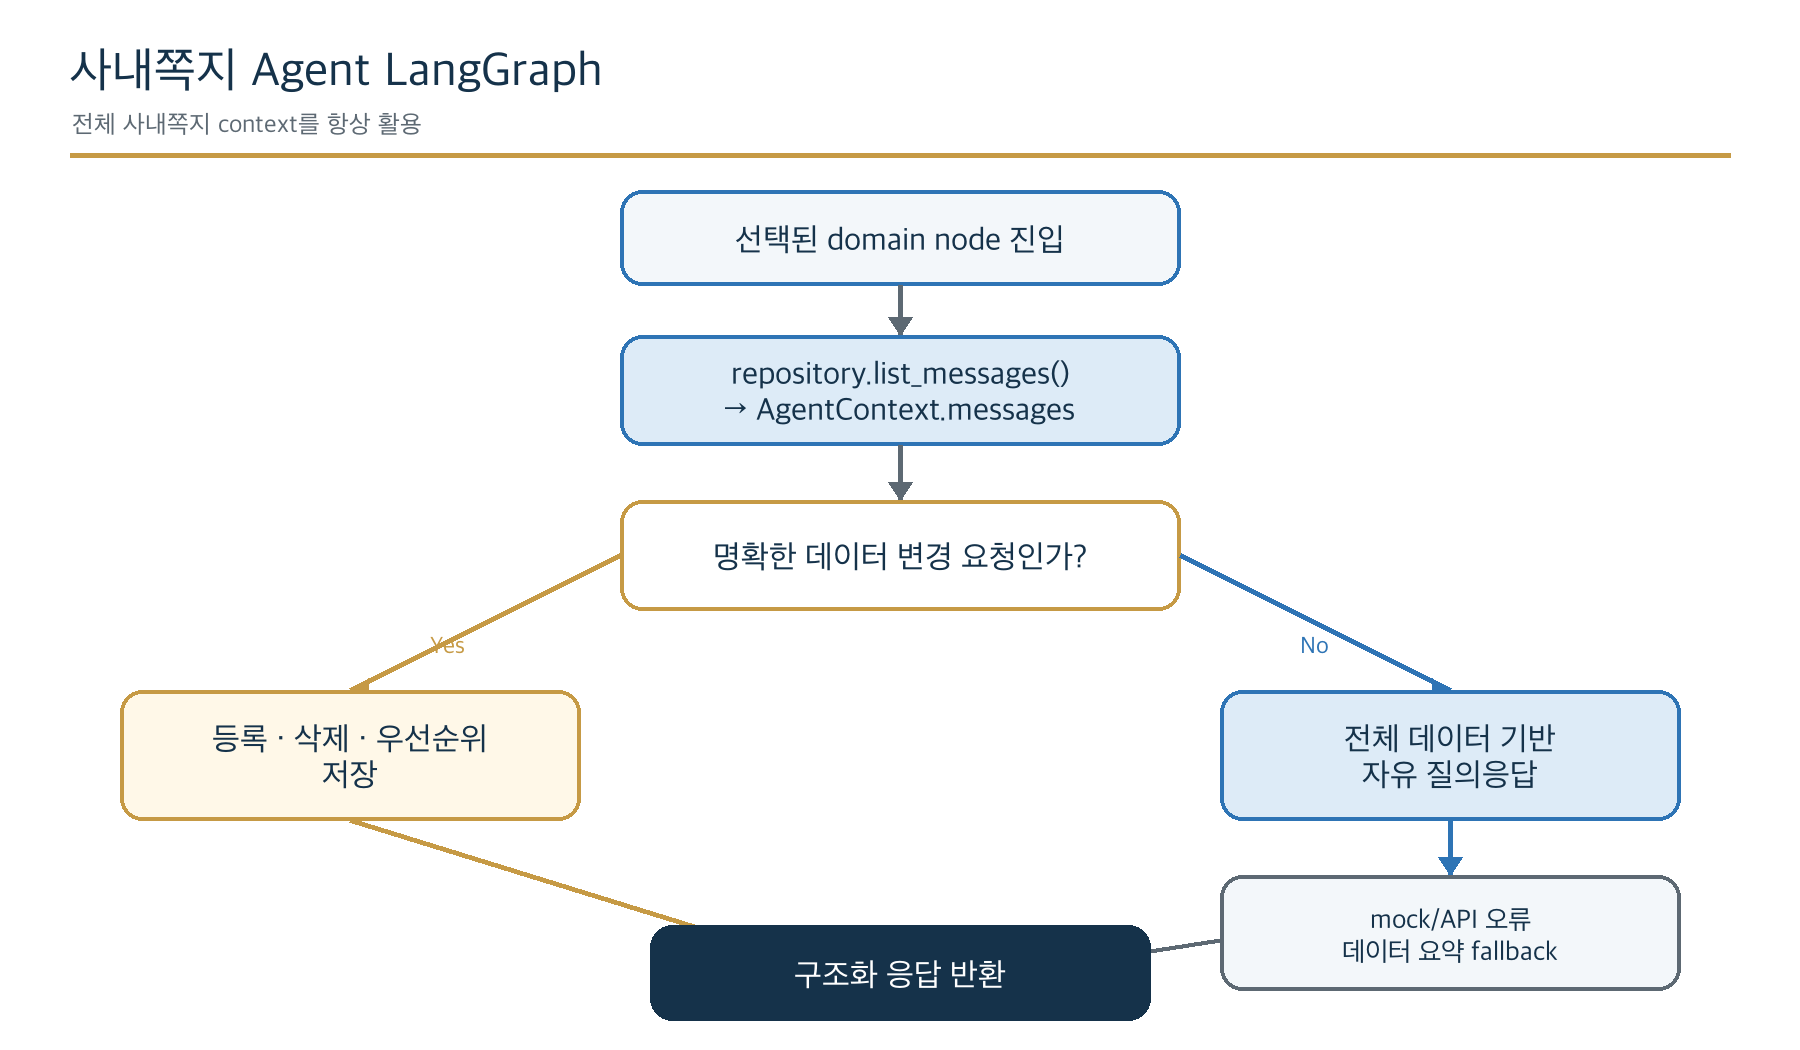 사내쪽지 Agent LangGraph
전체 사내쪽지 context를 항상 활용
선택된 domain node 진입
repository.list_messages()
→ AgentContext.messages
명확한 데이터 변경 요청인가?
Yes
No
등록 · 삭제 · 우선순위
저장
전체 데이터 기반
자유 질의응답
mock/API 오류
데이터 요약 fallback
구조화 응답 반환